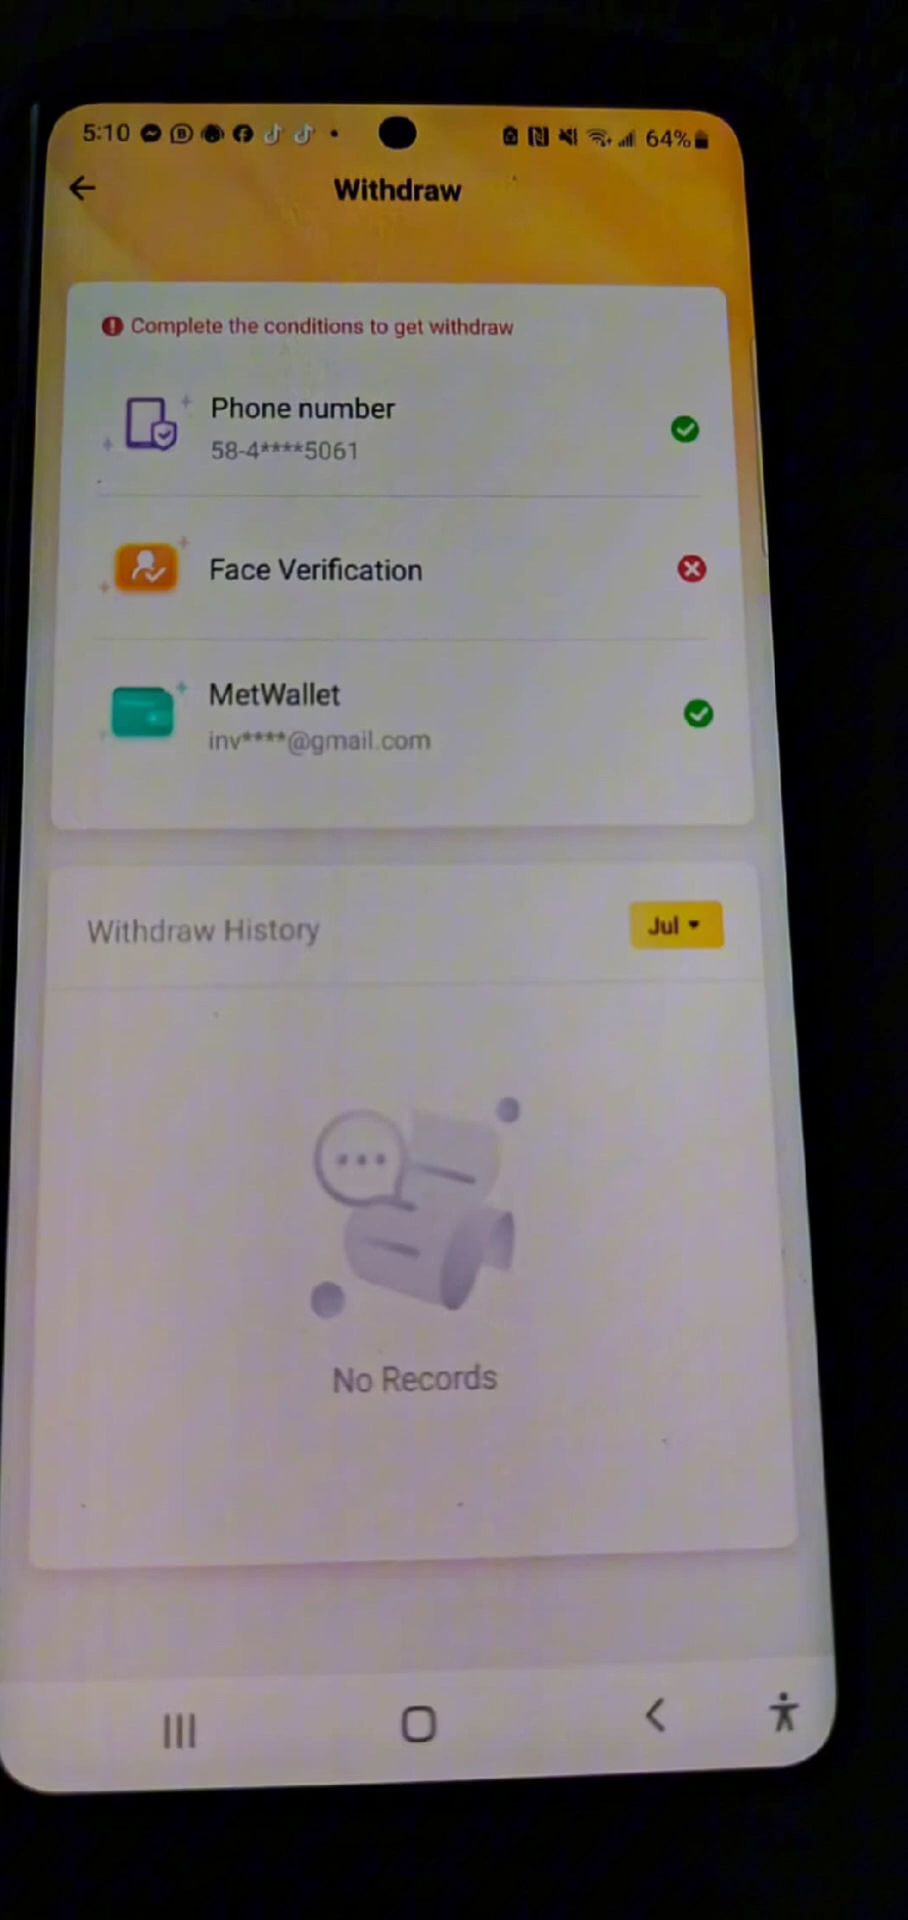 5:10
64%
Withdraw
Complete the conditions to get withdraw
Phone number
58-4****5061
Face Verification
MetWallet
inv****@gmail.com
Withdraw History
Jul
No Records